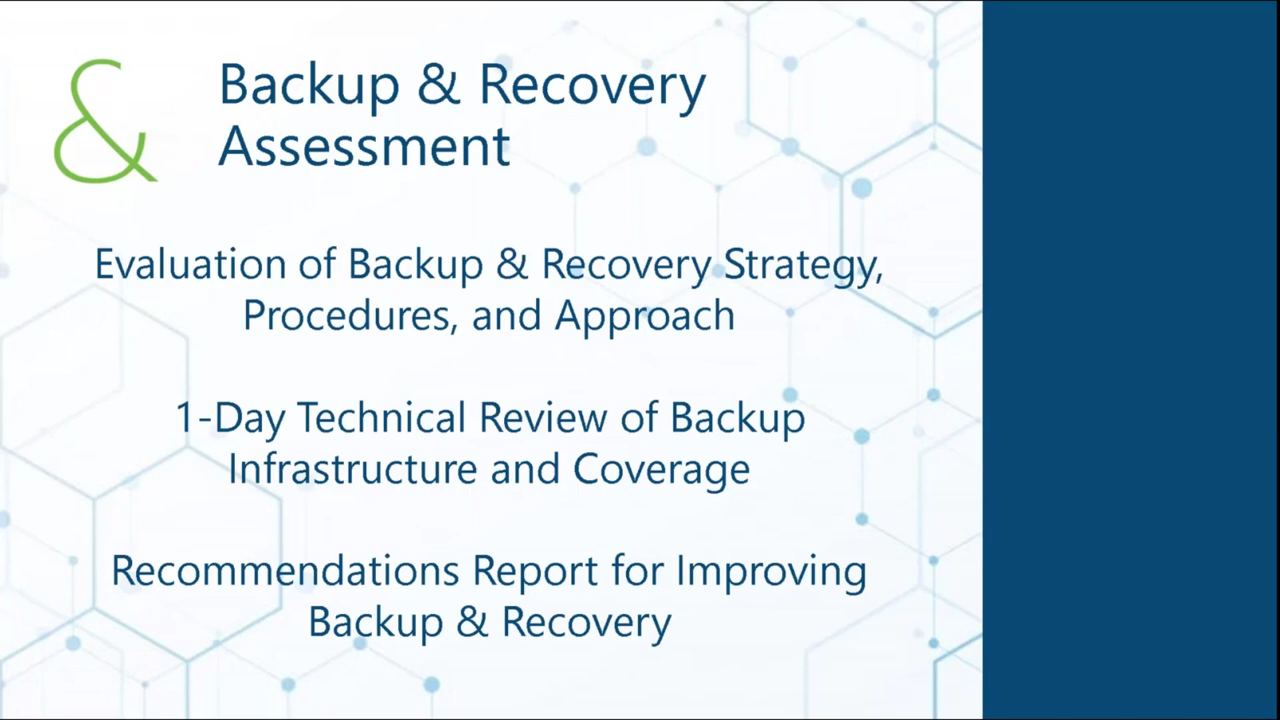 &
Backup & Recovery
Assessment
Evaluation of Backup & Recovery Strategy,
Procedures, and Approach
1-Day Technical Review of Backup
Infrastructure and Coverage
Recommendations Report for Improving
Backup & Recovery